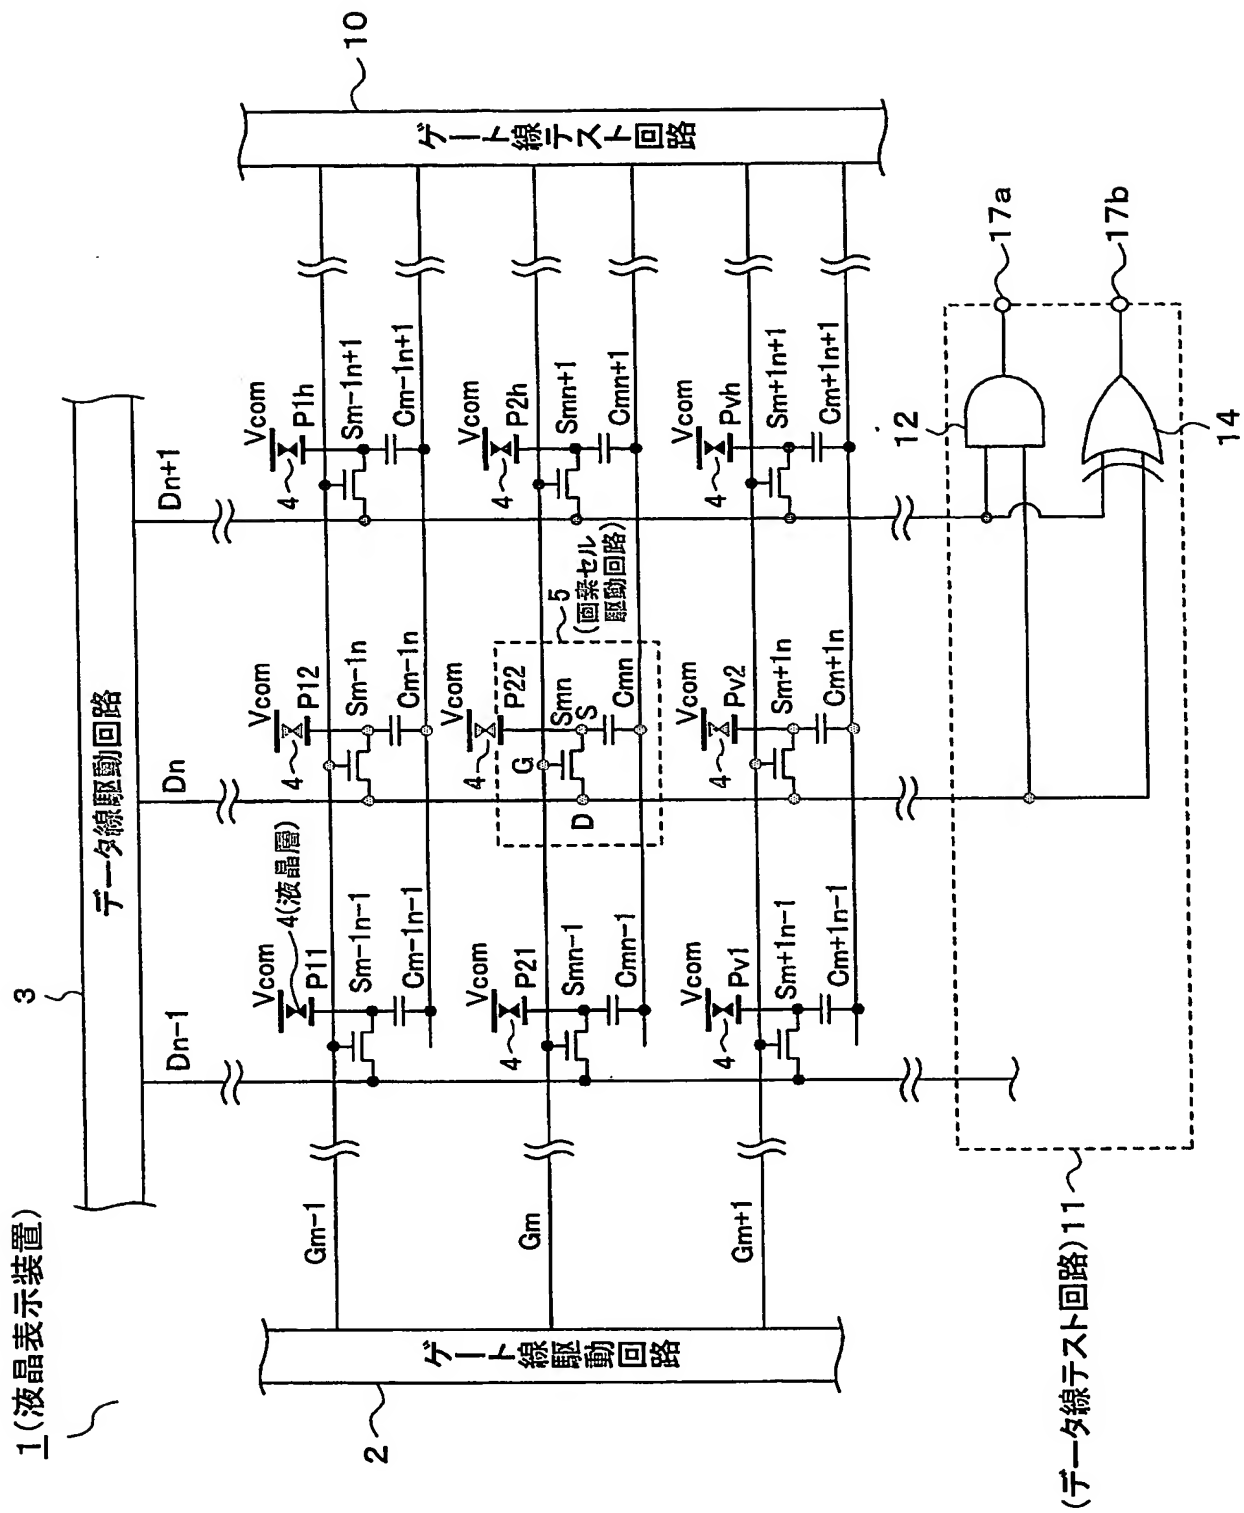 1(液晶表示装置)
3
データ線駆動回路
Dn-1
Dn
Dn+1
Vcom
4(液晶層)
P11
Sm-1n-1
Cm-1n-1
Vcom
4
P12
Sm-1n
Cm-1n
Vcom
4
P1h
Sm-1n+1
Cm-1n+1
Gm-1
Vcom
4
P21
Smn-1
Cmn-1
Vcom
4
P22
G
D
Smn
S
Cmn
5
(画素セル
駆動回路)
Vcom
4
P2h
Smn+1
Cmn+1
Gm
Vcom
4
Pv1
Sm+1n-1
Cm+1n-1
Vcom
4
Pv2
Sm+1n
Cm+1n
Vcom
4
Pvh
Sm+1n+1
Cm+1n+1
Gm+1
ゲート線駆動回路
2
ゲート線テスト回路
10
12
14
17a
17b
(データ線テスト回路)11